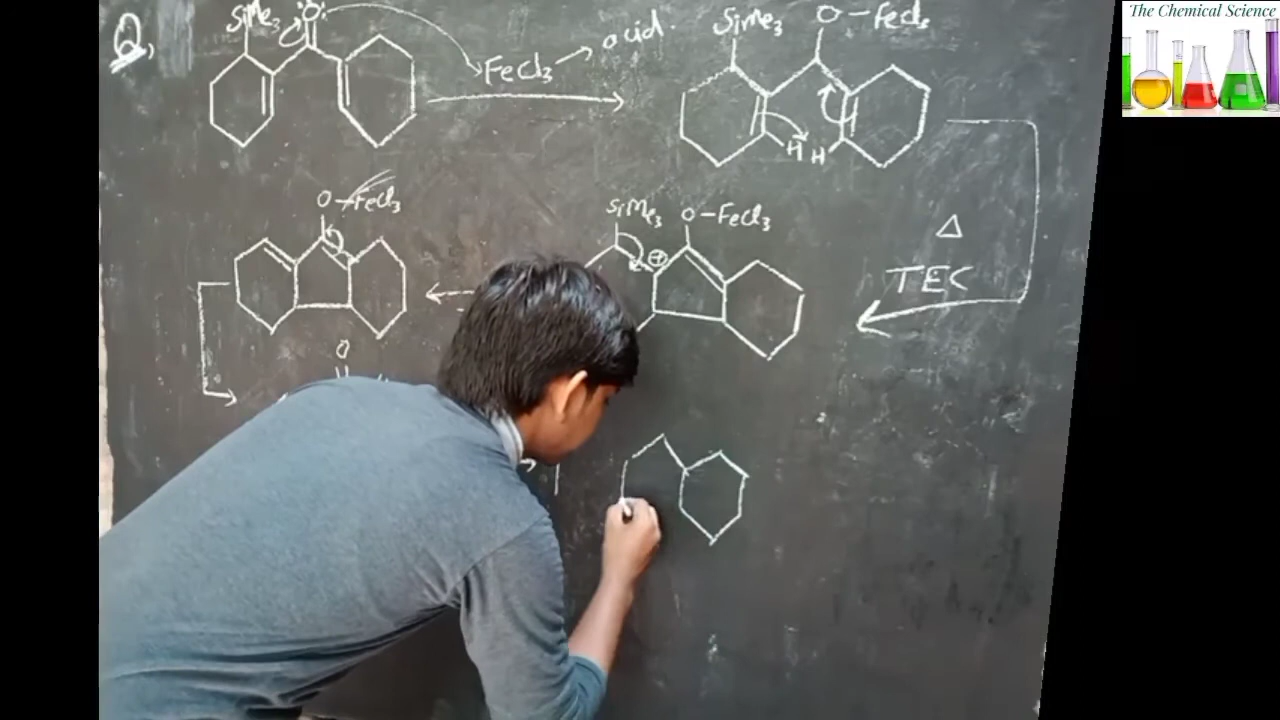 The Chemical Science
Q,
SiMe3
:O:
FeCl3
acid.
SiMe3
O-FeCl3
H H
O-FeCl3
SiMe3
O-FeCl3
⊕
Δ
TEC
O